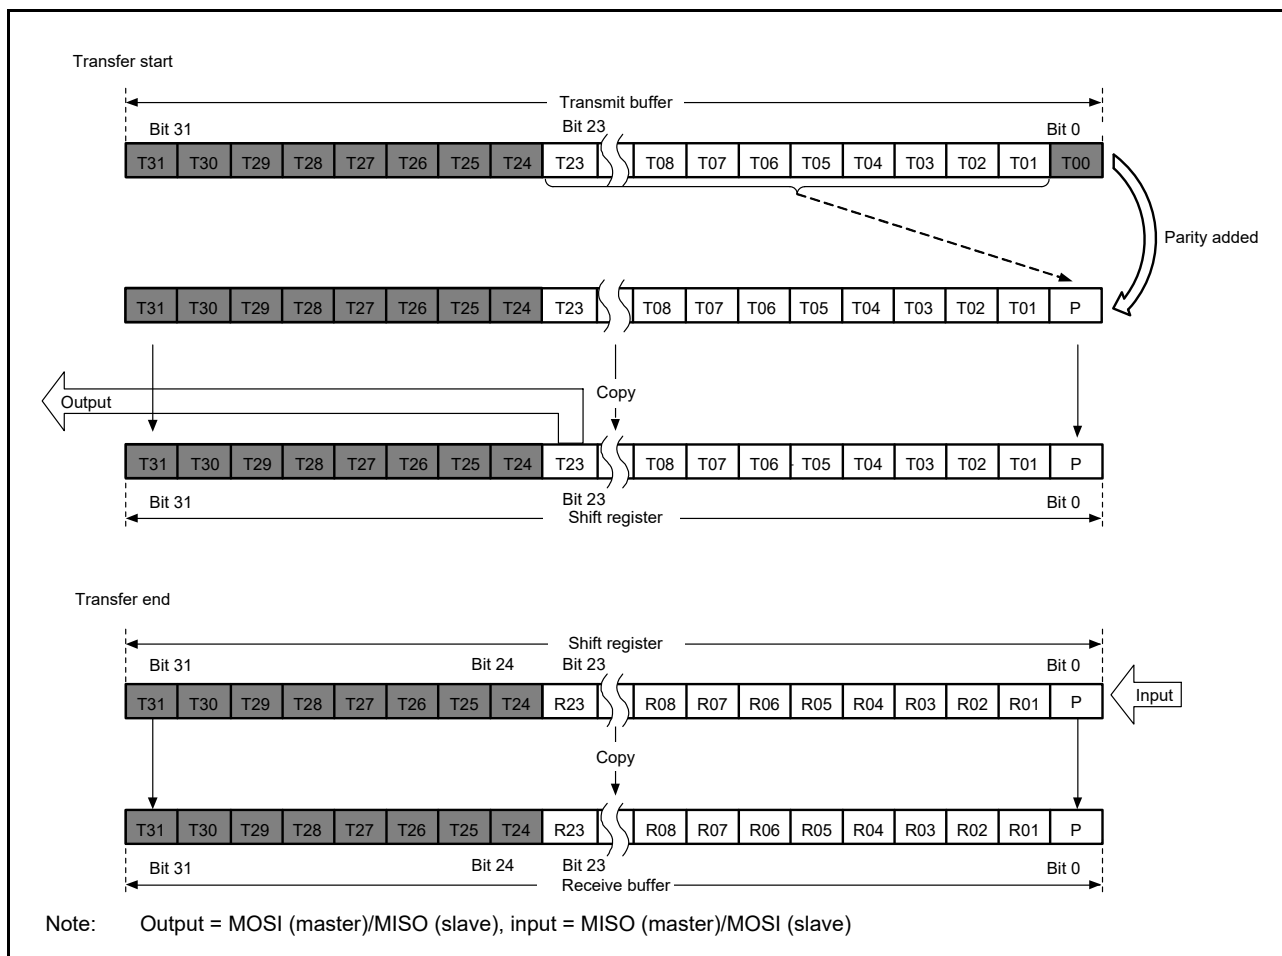 Transfer start
Transmit buffer
Bit 31 Bit 23 Bit 0
T31 T30 T29 T28 T27 T26 T25 T24 T23 T08 T07 T06 T05 T04 T03 T02 T01 T00
Parity added
T31 T30 T29 T28 T27 T26 T25 T24 T23 T08 T07 T06 T05 T04 T03 T02 T01 P
Copy
Output
T31 T30 T29 T28 T27 T26 T25 T24 T23 T08 T07 T06 T05 T04 T03 T02 T01 P
Bit 31 Bit 23 Bit 0
Shift register
Transfer end
Shift register
Bit 31 Bit 24 Bit 23 Bit 0
T31 T30 T29 T28 T27 T26 T25 T24 R23 R08 R07 R06 R05 R04 R03 R02 R01 P
Input
Copy
T31 T30 T29 T28 T27 T26 T25 T24 R23 R08 R07 R06 R05 R04 R03 R02 R01 P
Bit 31 Bit 24 Bit 23 Bit 0
Receive buffer
Note: Output = MOSI (master)/MISO (slave), input = MISO (master)/MOSI (slave)